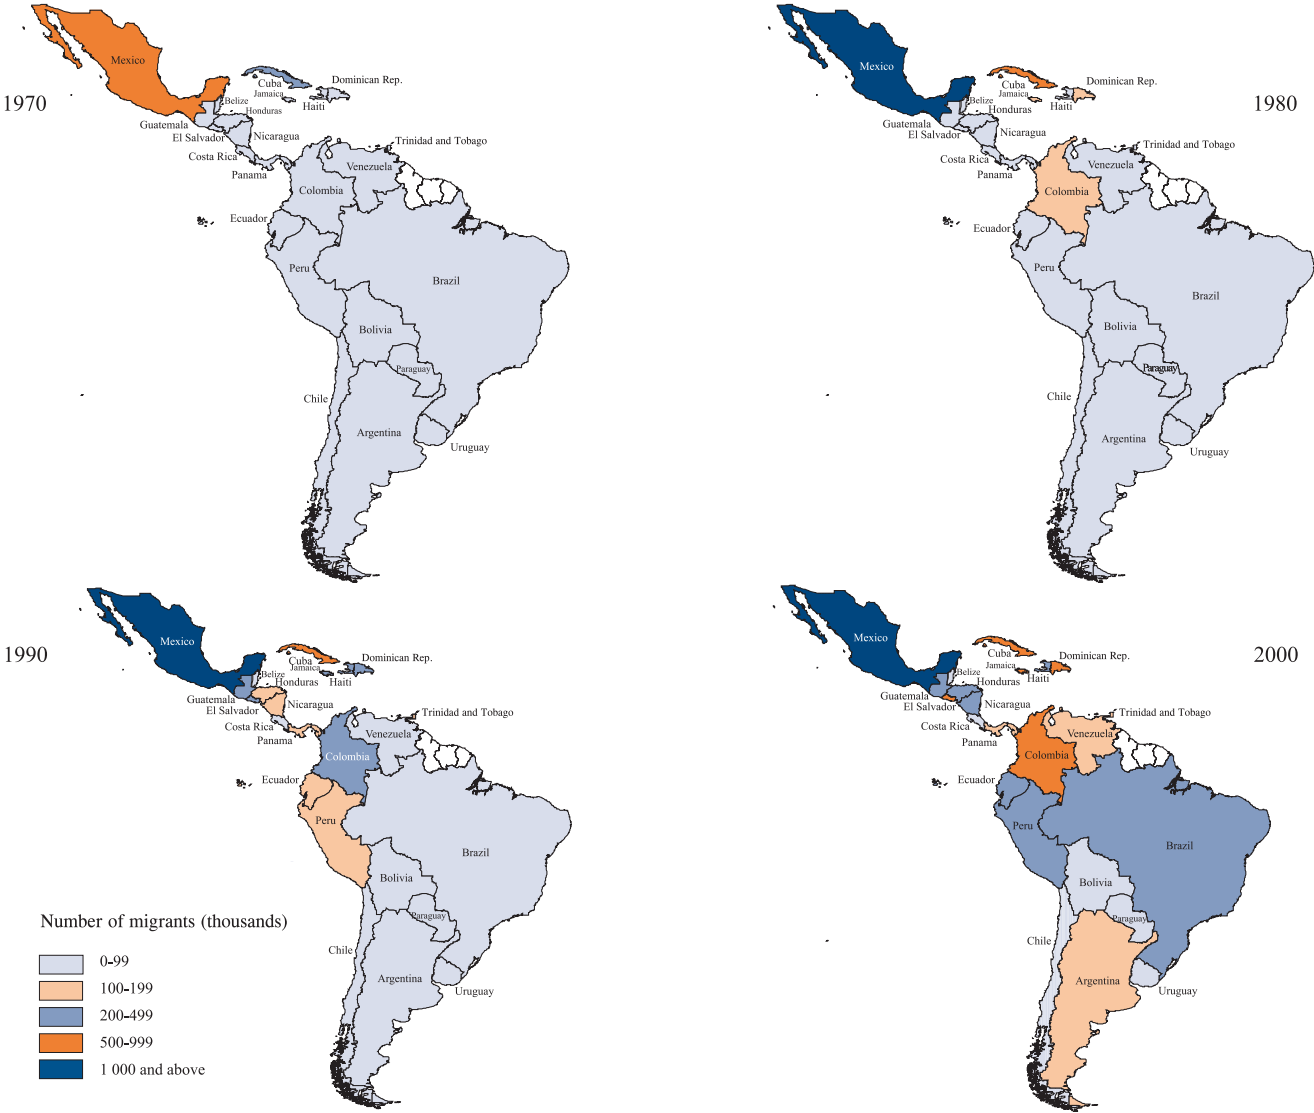 1970
Mexico
Cuba
Dominican Rep.
Jamaica
Haiti
Belize
Honduras
Guatemala
El Salvador
Nicaragua
Costa Rica
Panama
Trinidad and Tobago
Venezuela
Colombia
Ecuador
Peru
Brazil
Bolivia
Paraguay
Chile
Argentina
Uruguay
1980
Mexico
Cuba
Dominican Rep.
Jamaica
Haiti
Belize
Honduras
Guatemala
El Salvador
Nicaragua
Costa Rica
Panama
Trinidad and Tobago
Venezuela
Colombia
Ecuador
Peru
Brazil
Bolivia
Paraguay
Chile
Argentina
Uruguay
1990
Mexico
Cuba
Dominican Rep.
Jamaica
Haiti
Belize
Honduras
Guatemala
El Salvador
Nicaragua
Costa Rica
Panama
Trinidad and Tobago
Venezuela
Colombia
Ecuador
Peru
Brazil
Bolivia
Paraguay
Chile
Argentina
Uruguay
2000
Mexico
Cuba
Dominican Rep.
Jamaica
Haiti
Belize
Honduras
Guatemala
El Salvador
Nicaragua
Costa Rica
Panama
Trinidad and Tobago
Venezuela
Colombia
Ecuador
Peru
Brazil
Bolivia
Paraguay
Chile
Argentina
Uruguay
Number of migrants (thousands)
0-99
100-199
200-499
500-999
1 000 and above